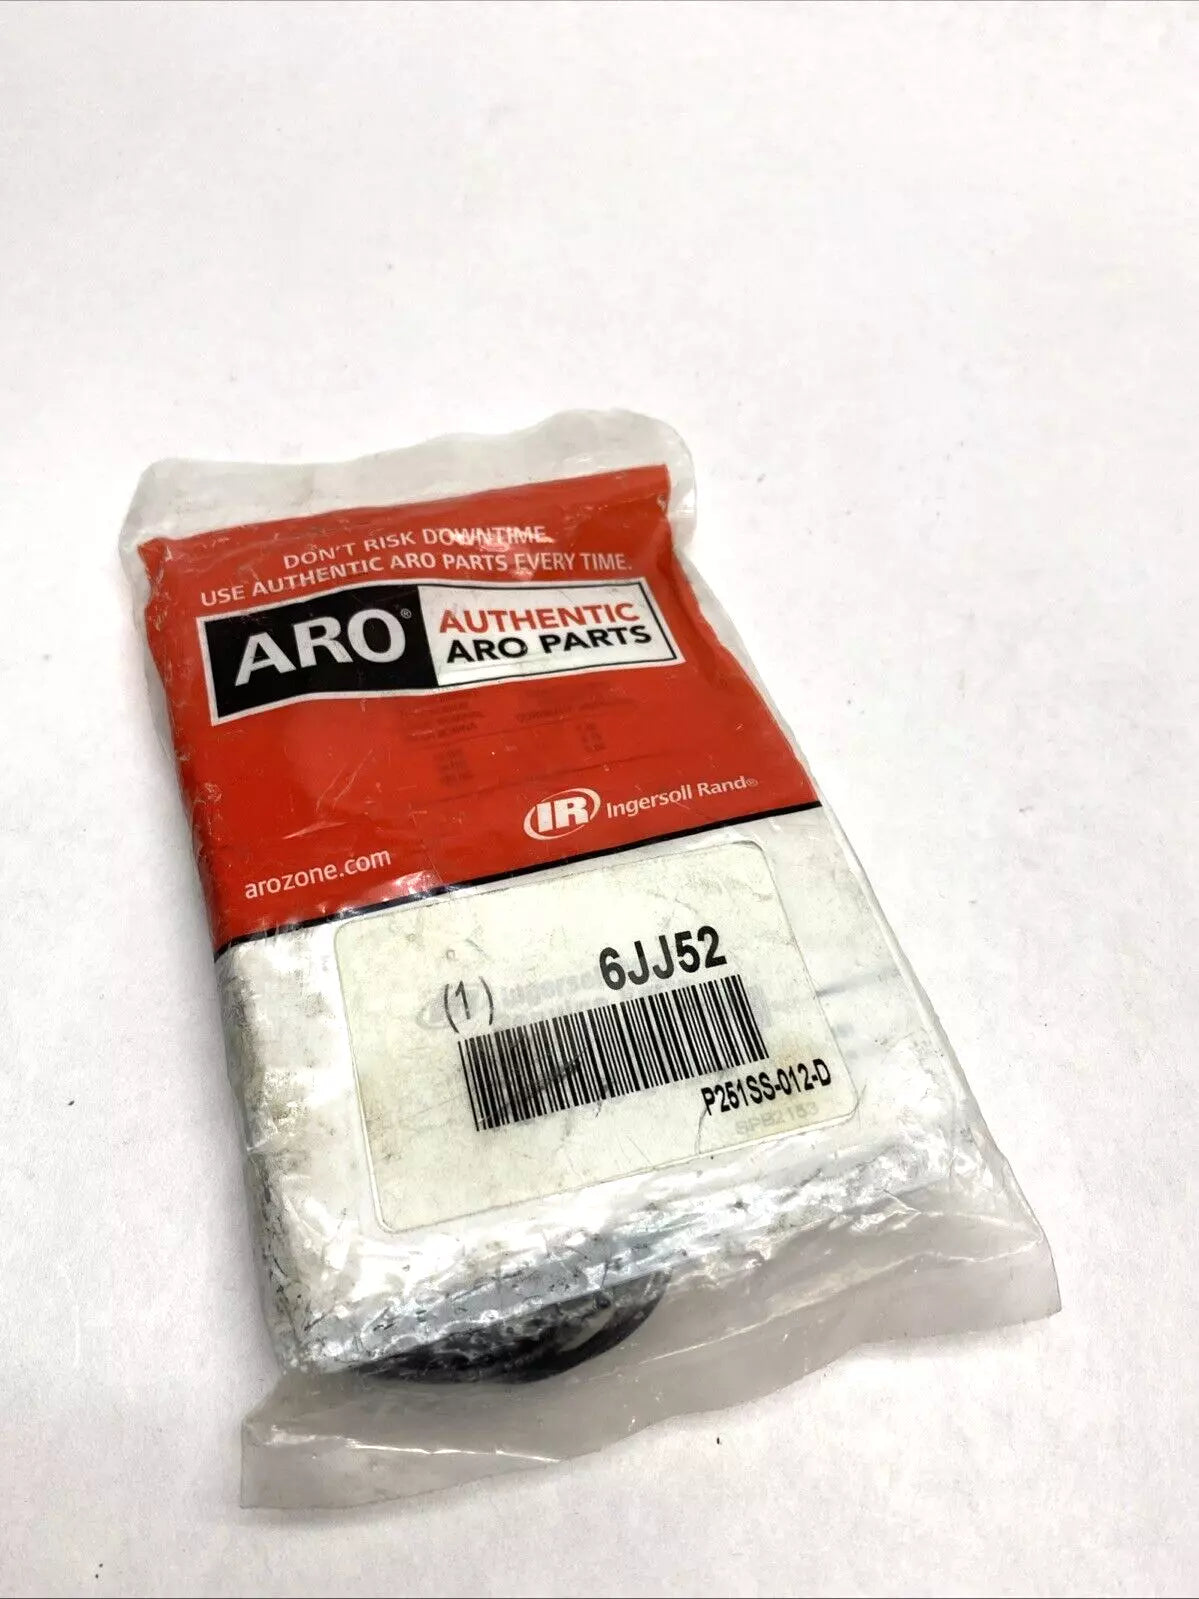 DON'T RISK DOWNTIME.
USE AUTHENTIC ARO PARTS EVERY TIME.
ARO® AUTHENTIC
ARO PARTS
IR Ingersoll Rand®
arozone.com
6JJ52
(1)
P251SS-012-D